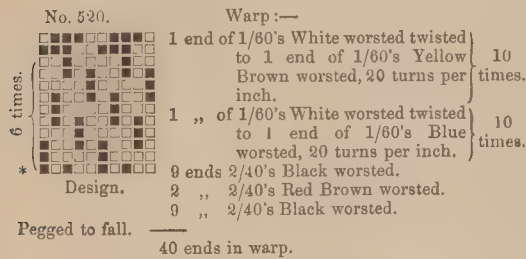 No. 520.
Warp :—
1 end of 1/60's White worsted twisted
to 1 end of 1/60's Yellow
Brown worsted, 20 turns per
inch.
10
times.
1 „ of 1/60's White worsted twisted
to 1 end of 1/60's Blue
worsted, 20 turns per inch.
10
times.
9 ends 2/40's Black worsted.
2 „ 2/40's Red Brown worsted.
9 „ 2/40's Black worsted.
40 ends in warp.
6 times.
*
Design.
Pegged to fall.